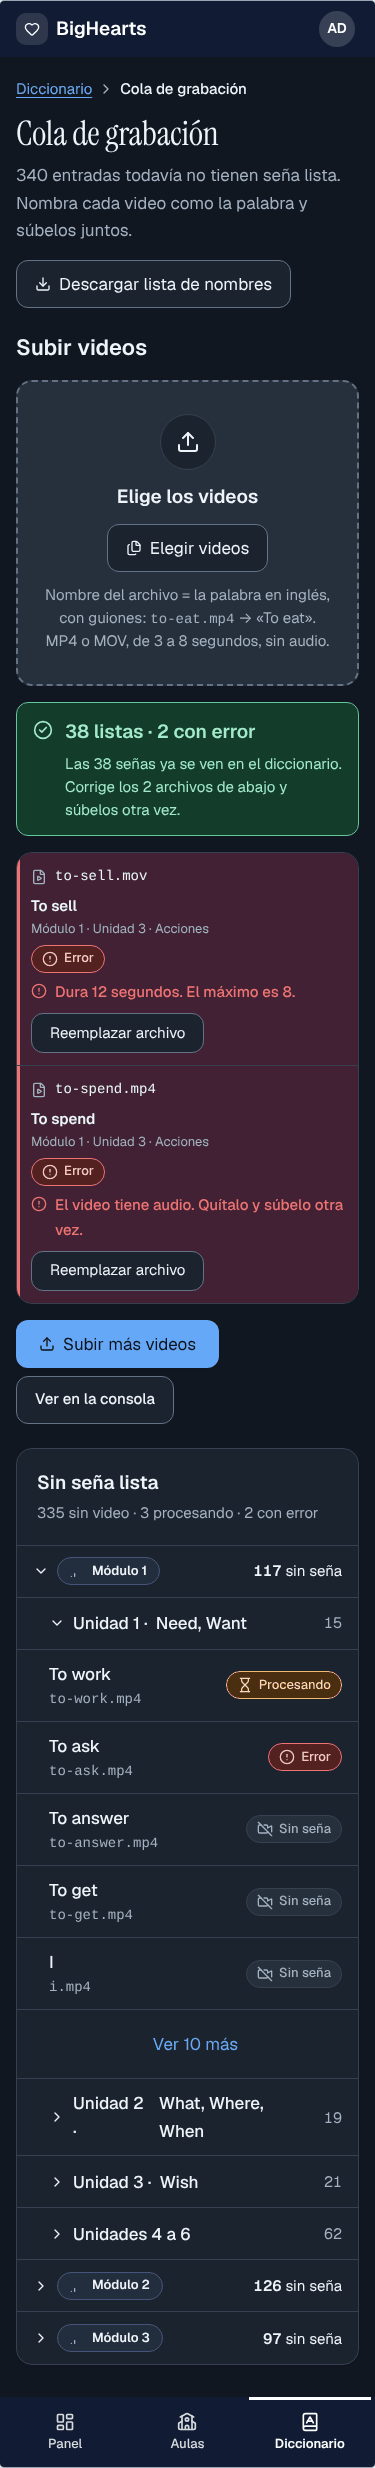 BigHearts
AD
Diccionario > Cola de grabación
Cola de grabación
340 entradas todavía no tienen seña lista.
Nombra cada video como la palabra y
súbelos juntos.
Descargar lista de nombres
Subir videos
Elige los videos
Elegir videos
Nombre del archivo = la palabra en inglés,
con guiones: to-eat.mp4 → «To eat».
MP4 o MOV, de 3 a 8 segundos, sin audio.
38 listas · 2 con error
Las 38 señas ya se ven en el diccionario.
Corrige los 2 archivos de abajo y
súbelos otra vez.
to-sell.mov
To sell
Módulo 1 · Unidad 3 · Acciones
Error
Dura 12 segundos. El máximo es 8.
Reemplazar archivo
to-spend.mp4
To spend
Módulo 1 · Unidad 3 · Acciones
Error
El video tiene audio. Quítalo y súbelo otra
vez.
Reemplazar archivo
Subir más videos
Ver en la consola
Sin seña lista
335 sin video · 3 procesando · 2 con error
Módulo 1 117 sin seña
Unidad 1 · Need, Want 15
To work
to-work.mp4
Procesando
To ask
to-ask.mp4
Error
To answer
to-answer.mp4
Sin seña
To get
to-get.mp4
Sin seña
I
i.mp4
Sin seña
Ver 10 más
Unidad 2 · What, Where, When 19
Unidad 3 · Wish 21
Unidades 4 a 6 62
Módulo 2 126 sin seña
Módulo 3 97 sin seña
Panel
Aulas
Diccionario